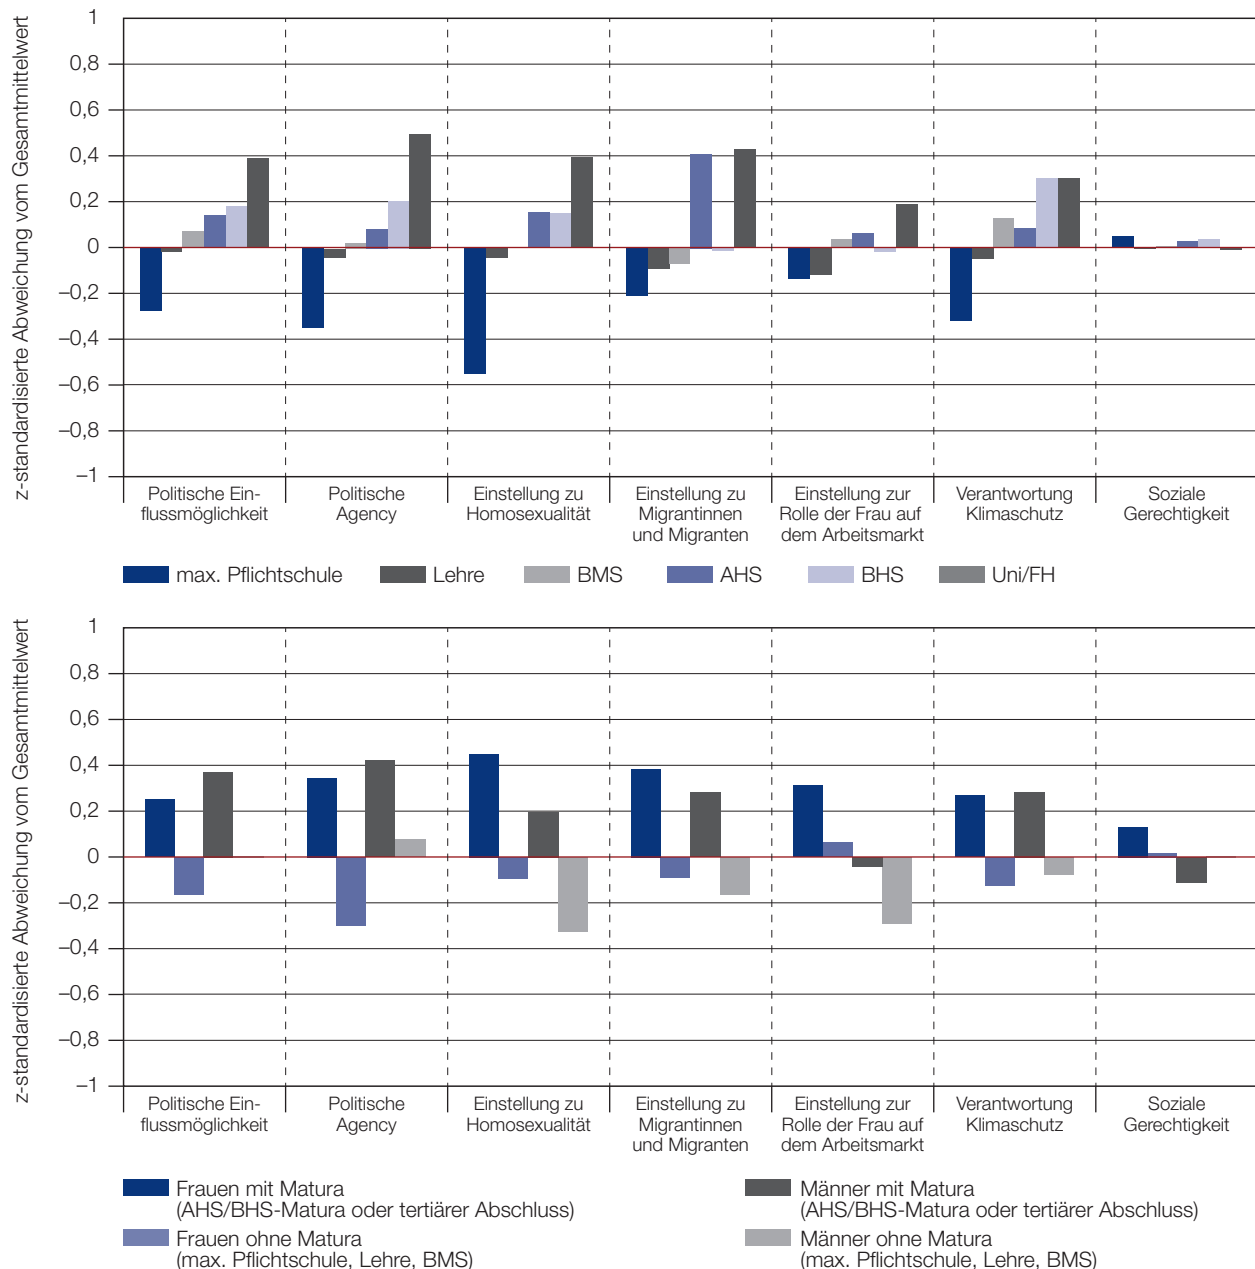 z-standardisierte Abweichung vom Gesamtmittelwert
1
0,8
0,6
0,4
0,2
0
–0,2
–0,4
–0,6
–0,8
–1
Politische Ein-
flussmöglichkeit
Politische
Agency
Einstellung zu
Homosexualität
Einstellung zu
Migrantinnen
und Migranten
Einstellung zur
Rolle der Frau auf
dem Arbeitsmarkt
Verantwortung
Klimaschutz
Soziale
Gerechtigkeit
max. Pflichtschule
Lehre
BMS
AHS
BHS
Uni/FH
z-standardisierte Abweichung vom Gesamtmittelwert
1
0,8
0,6
0,4
0,2
0
–0,2
–0,4
–0,6
–0,8
–1
Politische Ein-
flussmöglichkeit
Politische
Agency
Einstellung zu
Homosexualität
Einstellung zu
Migrantinnen
und Migranten
Einstellung zur
Rolle der Frau auf
dem Arbeitsmarkt
Verantwortung
Klimaschutz
Soziale
Gerechtigkeit
Frauen mit Matura
(AHS/BHS-Matura oder tertiärer Abschluss)
Frauen ohne Matura
(max. Pflichtschule, Lehre, BMS)
Männer mit Matura
(AHS/BHS-Matura oder tertiärer Abschluss)
Männer ohne Matura
(max. Pflichtschule, Lehre, BMS)